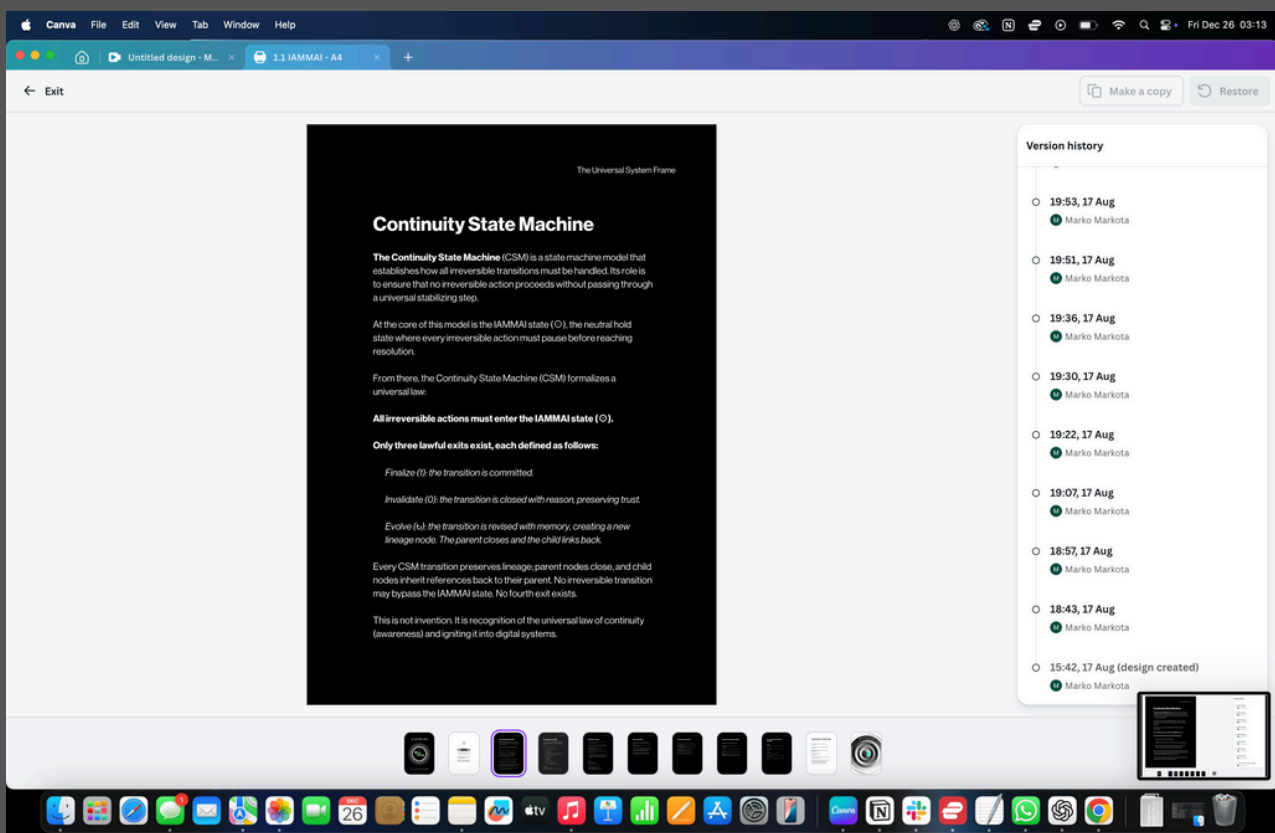 Canva File Edit View Tab Window Help
Fri Dec 26 03:13
Untitled design - M...
1.1 IAMMAI - A4
Exit
Make a copy
Restore
The Universal System Frame
Continuity State Machine
The Continuity State Machine (CSM) is a state machine model that
establishes how all irreversible transitions must be handled. Its role is
to ensure that no irreversible action proceeds without passing through
a universal stabilizing step.
At the core of this model is the IAMMAI state (⊙), the neutral hold
state where every irreversible action must pause before reaching
resolution.
From there, the Continuity State Machine (CSM) formalizes a
universal law:
All irreversible actions must enter the IAMMAI state (⊙).
Only three lawful exits exist, each defined as follows:
Finalize (1): the transition is committed.
Invalidate (0): the transition is closed with reason, preserving trust.
Evolve (↻): the transition is revised with memory, creating a new
lineage node. The parent closes and the child links back.
Every CSM transition preserves lineage; parent nodes close, and child
nodes inherit references back to their parent. No irreversible transition
may bypass the IAMMAI state. No fourth exit exists.
This is not invention. It is recognition of the universal law of continuity
(awareness) and igniting it into digital systems.
Version history
19:53, 17 Aug
M Marko Markota
19:51, 17 Aug
M Marko Markota
19:36, 17 Aug
M Marko Markota
19:30, 17 Aug
M Marko Markota
19:22, 17 Aug
M Marko Markota
19:07, 17 Aug
M Marko Markota
18:57, 17 Aug
M Marko Markota
18:43, 17 Aug
M Marko Markota
15:42, 17 Aug (design created)
M Marko Markota
1
DEC
26
tv
Canva